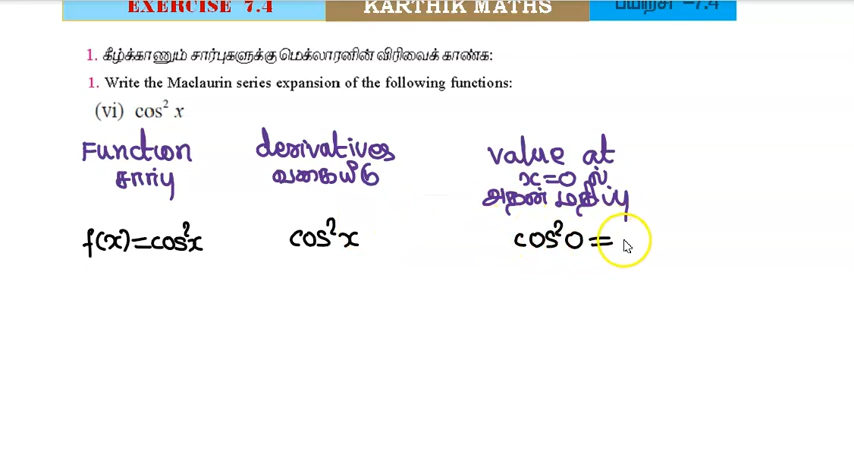 EXERCISE 7.4 KARTHIK MATHS பயிற்சி -7.4
1. கீழ்க்காணும் சார்புகளுக்கு மெக்லாரனின் விரிவைக் காண்க:
1. Write the Maclaurin series expansion of the following functions:
(vi) cos² x
Function derivatives value at
சார்பு வகையீடு x=0 ல்
அதன் மதிப்பு
f(x)=cos²x cos²x cos²0=